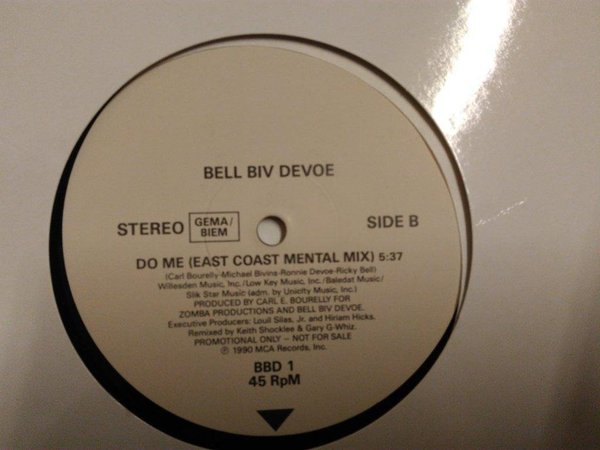 BELL BIV DEVOE
STEREO GEMA/ BIEM SIDE B
DO ME (EAST COAST MENTAL MIX) 5:37
(Carl Bourelly-Michael Bivins-Ronnie Devoe-Ricky Bell)
Willesden Music, Inc./Low Key Music, Inc./Baledat Music/
Slik Star Music (adm. by Unicity Music, Inc.)
PRODUCED BY CARL E. BOURELLY FOR
ZOMBA PRODUCTIONS AND BELL BIV DEVOE.
Executive Producers: Louil Silas, Jr. and Hiriam Hicks.
Remixed by Keith Shocklee & Gary G-Whiz.
PROMOTIONAL ONLY – NOT FOR SALE
℗ 1990 MCA Records, Inc.
BBD 1
45 RpM